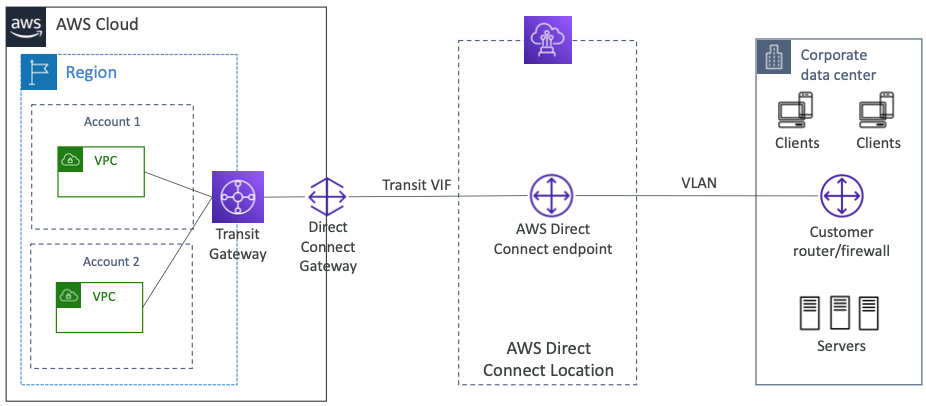 aws
AWS Cloud
Region
Account 1
VPC
Account 2
VPC
Transit
Gateway
Direct
Connect
Gateway
Transit VIF
AWS Direct
Connect endpoint
AWS Direct
Connect Location
VLAN
Corporate
data center
Clients
Clients
Customer
router/firewall
Servers